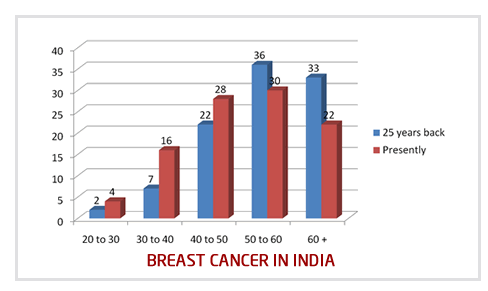 40
35
30
25
20
15
10
5
0
2 4 7 16 22 28 36 30 33 22
20 to 30 30 to 40 40 to 50 50 to 60 60 +
25 years back
Presently
BREAST CANCER IN INDIA